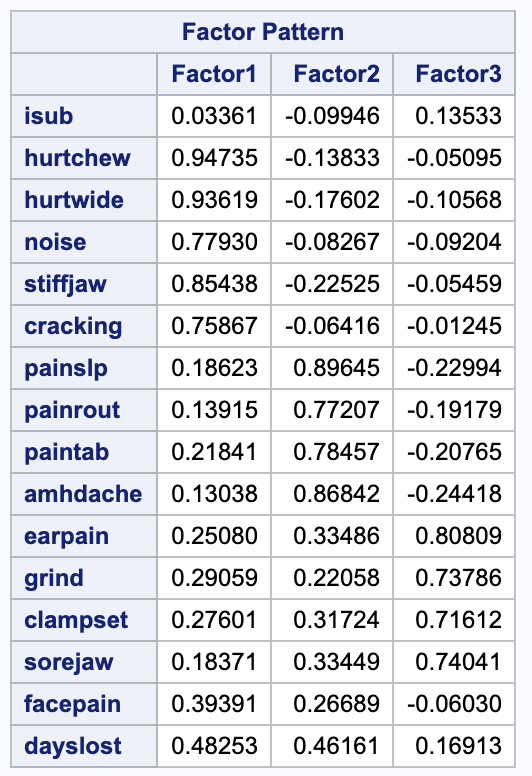 Factor Pattern
Factor1 Factor2 Factor3
isub 0.03361 -0.09946 0.13533
hurtchew 0.94735 -0.13833 -0.05095
hurtwide 0.93619 -0.17602 -0.10568
noise 0.77930 -0.08267 -0.09204
stiffjaw 0.85438 -0.22525 -0.05459
cracking 0.75867 -0.06416 -0.01245
painslp 0.18623 0.89645 -0.22994
painrout 0.13915 0.77207 -0.19179
paintab 0.21841 0.78457 -0.20765
amhdache 0.13038 0.86842 -0.24418
earpain 0.25080 0.33486 0.80809
grind 0.29059 0.22058 0.73786
clampset 0.27601 0.31724 0.71612
sorejaw 0.18371 0.33449 0.74041
facepain 0.39391 0.26689 -0.06030
dayslost 0.48253 0.46161 0.16913